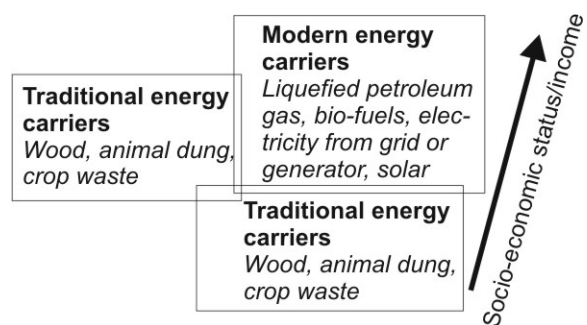 Modern energy
carriers
Liquefied petroleum
gas, bio-fuels, elec-
tricity from grid or
generator, solar
Traditional energy
carriers
Wood, animal dung,
crop waste
Traditional energy
carriers
Wood, animal dung,
crop waste
Socio-economic status/income